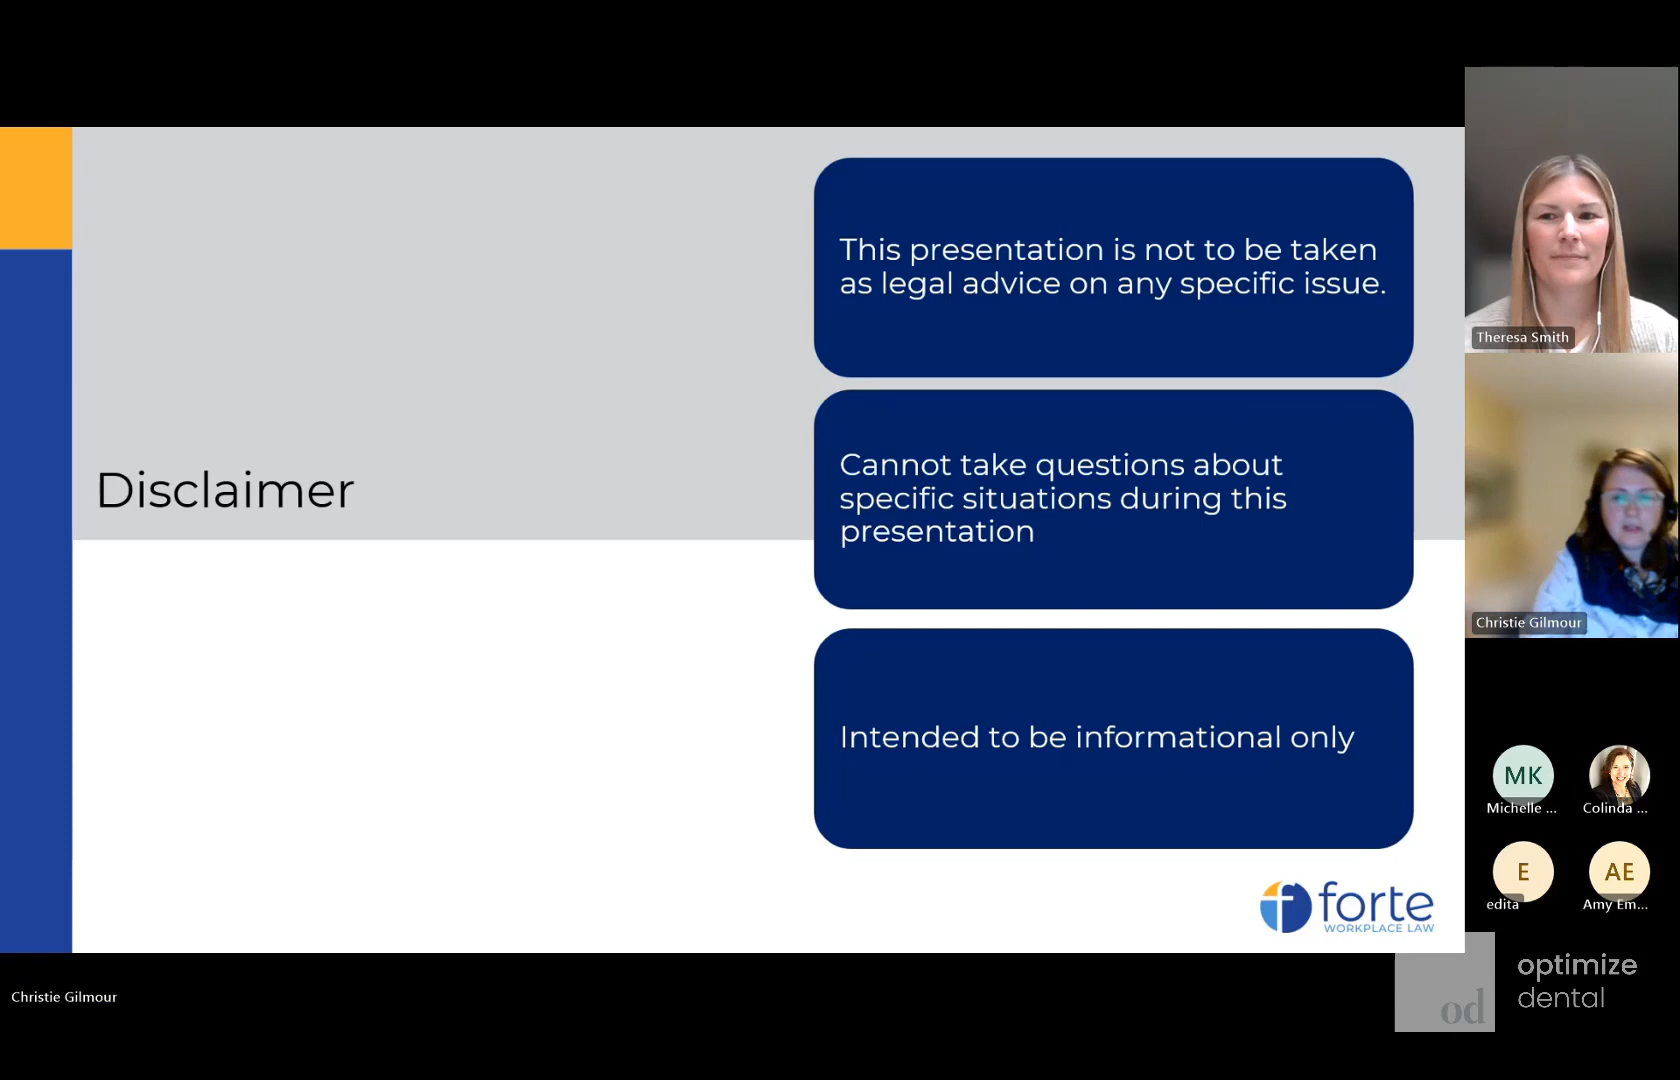 Disclaimer
This presentation is not to be taken
as legal advice on any specific issue.
Cannot take questions about
specific situations during this
presentation
Intended to be informational only
forte
WORKPLACE LAW
Theresa Smith
Christie Gilmour
MK
Michelle ...
Colinda ...
E
edita
AE
Amy Em...
Christie Gilmour
od
optimize
dental